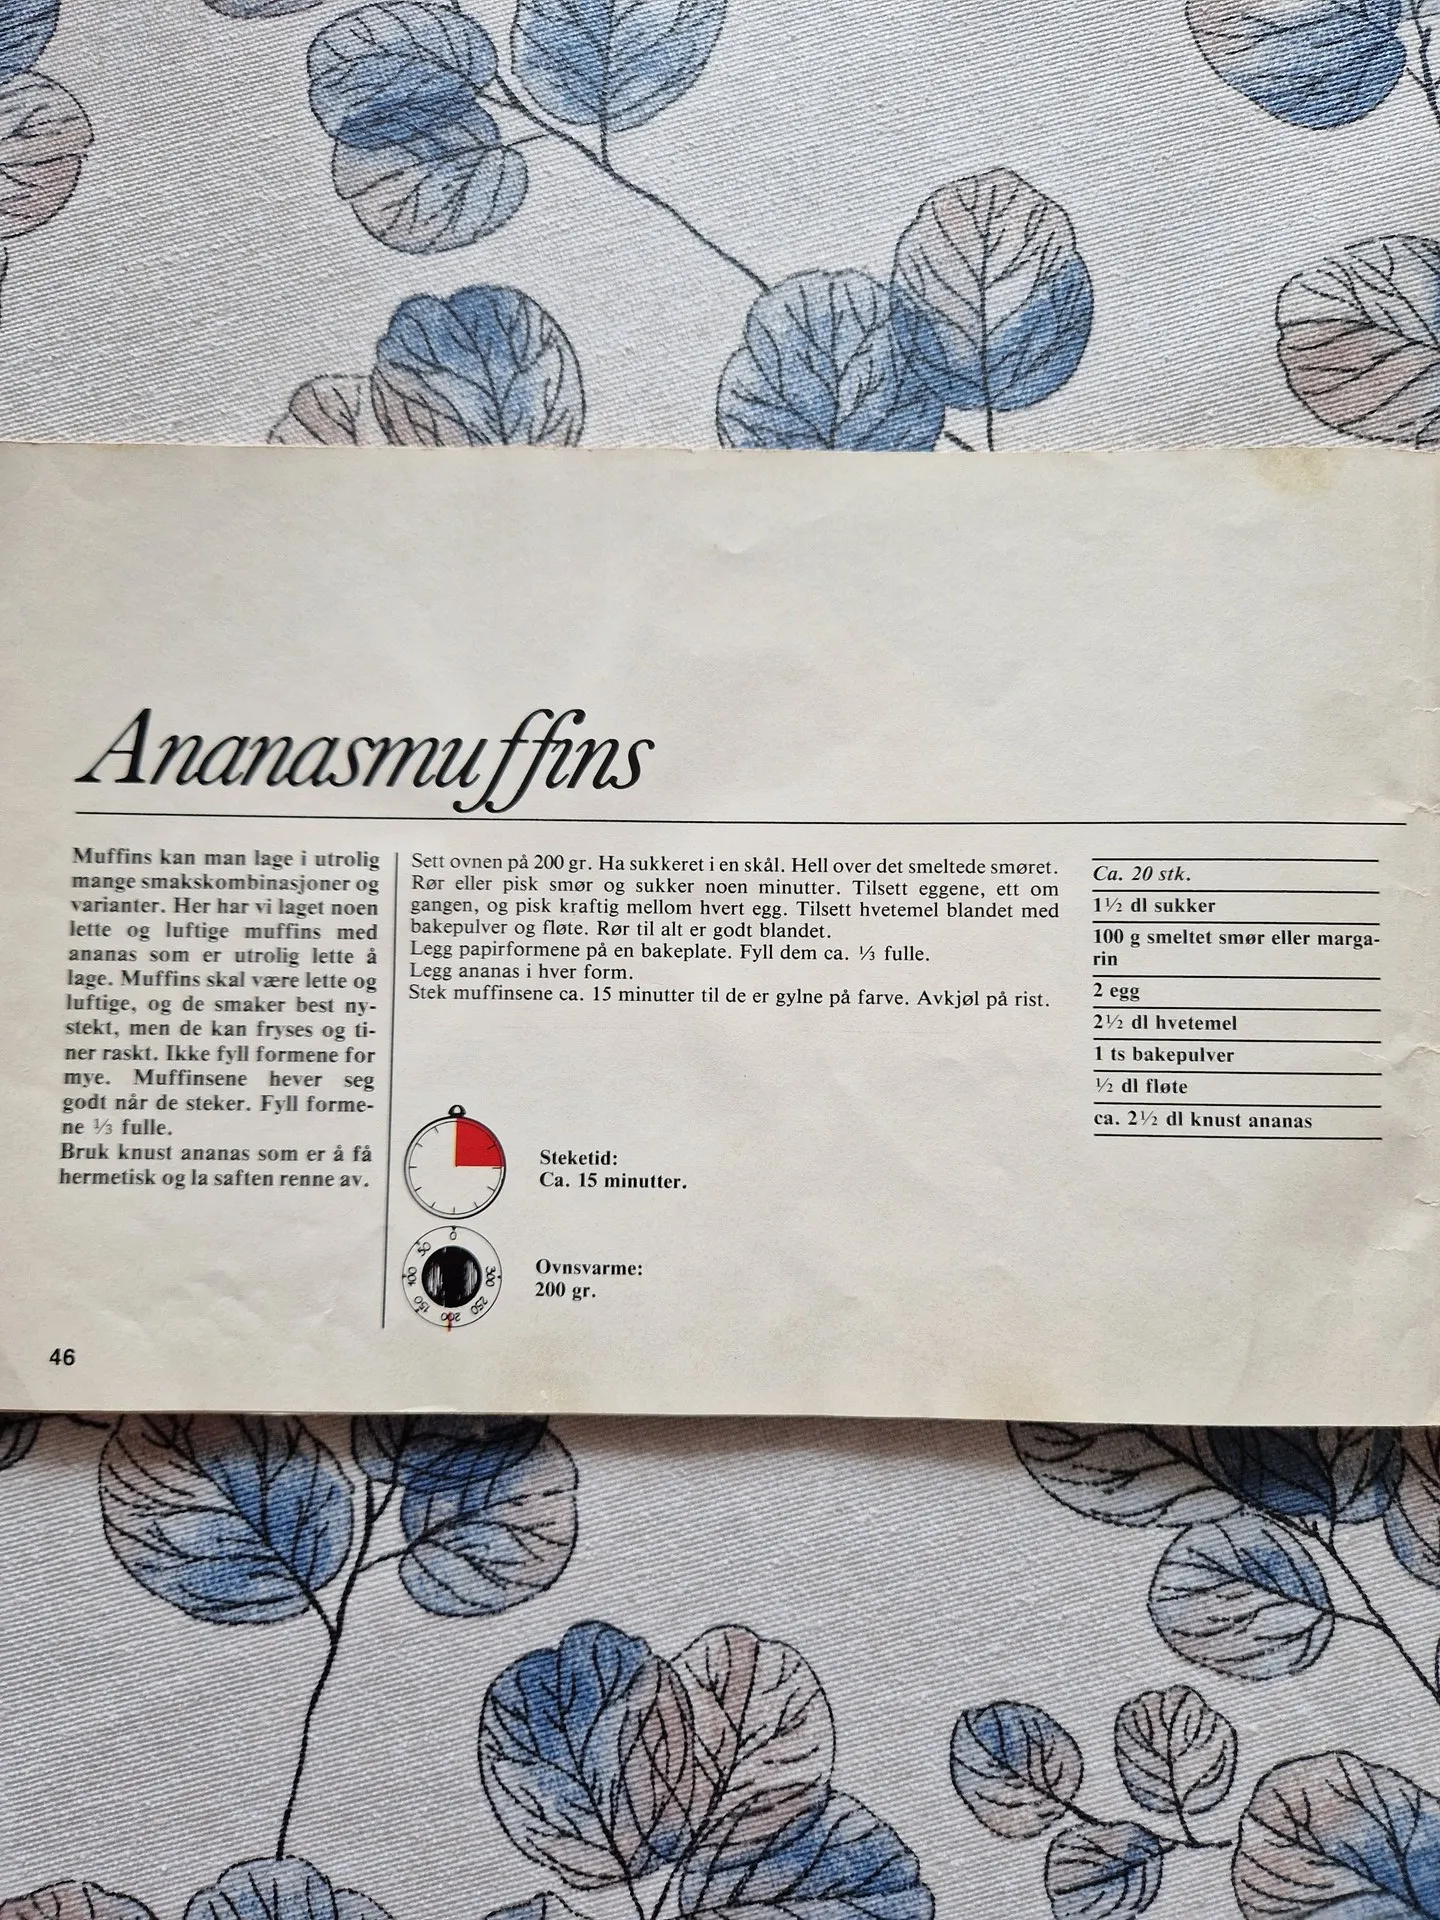 Ananasmuffins
Muffins kan man lage i utrolig
mange smakskombinasjoner og
varianter. Her har vi laget noen
lette og luftige muffins med
ananas som er utrolig lette å
lage. Muffins skal være lette og
luftige, og de smaker best ny-
stekt, men de kan fryses og ti-
ner raskt. Ikke fyll formene for
mye. Muffinsene hever seg
godt når de steker. Fyll forme-
ne ⅓ fulle.
Bruk knust ananas som er å få
hermetisk og la saften renne av.
Sett ovnen på 200 gr. Ha sukkeret i en skål. Hell over det smeltede smøret.
Rør eller pisk smør og sukker noen minutter. Tilsett eggene, ett om
gangen, og pisk kraftig mellom hvert egg. Tilsett hvetemel blandet med
bakepulver og fløte. Rør til alt er godt blandet.
Legg papirformene på en bakeplate. Fyll dem ca. ⅓ fulle.
Legg ananas i hver form.
Stek muffinsene ca. 15 minutter til de er gylne på farve. Avkjøl på rist.
Steketid:
Ca. 15 minutter.
0
50
100
150
200
250
300
Ovnsvarme:
200 gr.
Ca. 20 stk.
1½ dl sukker
100 g smeltet smør eller marga-
rin
2 egg
2½ dl hvetemel
1 ts bakepulver
½ dl fløte
ca. 2½ dl knust ananas
46